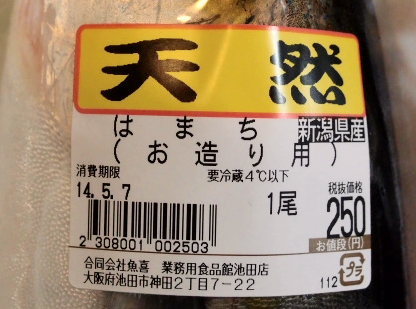 天然
はまち 新潟県産
(お造り用)
消費期限 要冷蔵4℃以下
14.5.7 1尾 税抜価格
250
お値段(円)
2 308001 002503
合同会社魚喜 業務用食品館池田店
大阪府池田市神田2丁目7-22
112 プラ